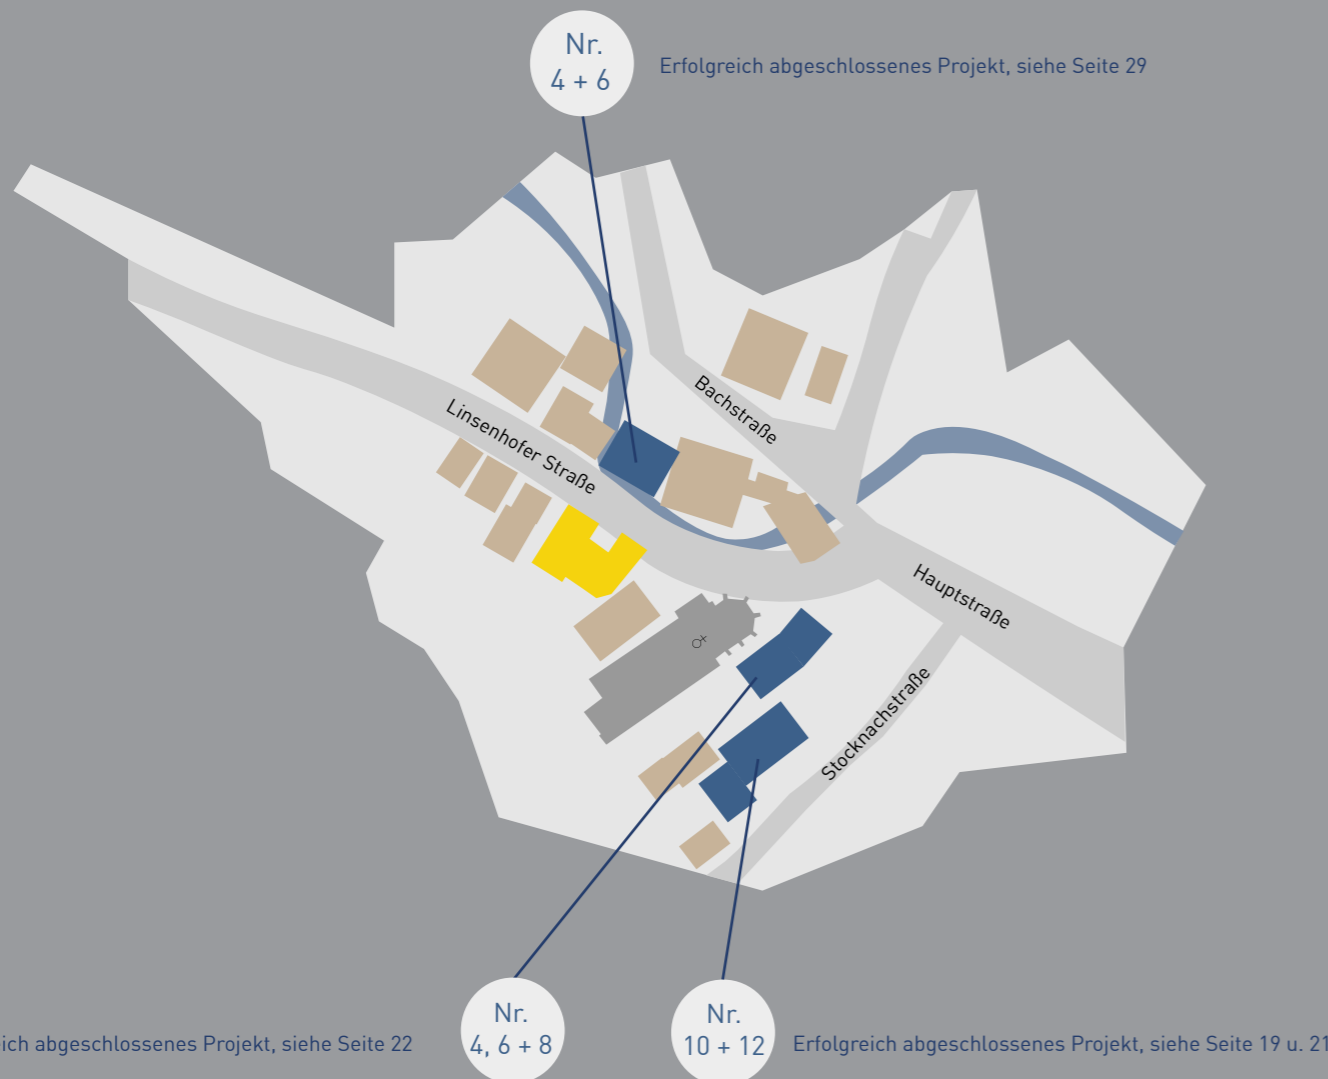 Nr.
4 + 6
Erfolgreich abgeschlossenes Projekt, siehe Seite 29
Bachstraße
Linsenhofer Straße
Hauptstraße
Stocknachstraße
ich abgeschlossenes Projekt, siehe Seite 22
Nr.
4, 6 + 8
Nr.
10 + 12
Erfolgreich abgeschlossenes Projekt, siehe Seite 19 u. 21